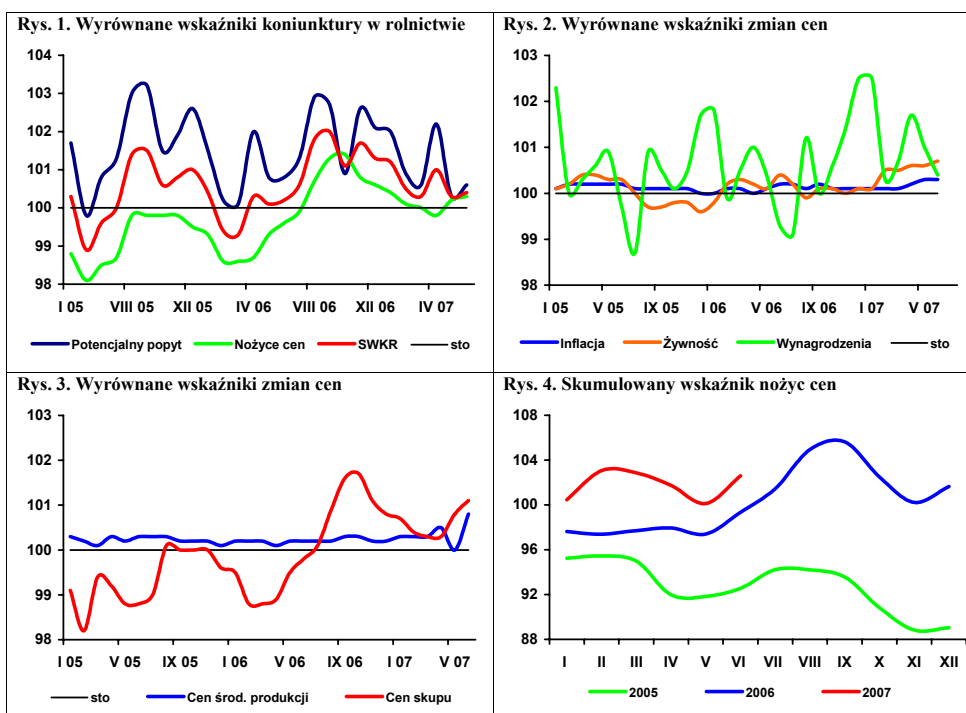 Rys. 1. Wyrównane wskaźniki koniunktury w rolnictwie
104
103
102
101
100
99
98
I 05 VIII 05 XII 05 IV 06 VIII 06 XII 06 IV 07
Potencjalny popyt Nożyce cen SWKR sto
Rys. 2. Wyrównane wskaźniki zmian cen
103
102
101
100
99
98
I 05 V 05 IX 05 I 06 V 06 IX 06 I 07 V 07
Inflacja Żywność Wynagrodzenia sto
Rys. 3. Wyrównane wskaźniki zmian cen
103
102
101
100
99
98
I 05 V 05 IX 05 I 06 V 06 IX 06 I 07 V 07
sto Cen środ. produkcji Cen skupu
Rys. 4. Skumulowany wskaźnik nożyc cen
108
104
100
96
92
88
I II III IV V VI VII VIII IX X XI XII
2005 2006 2007